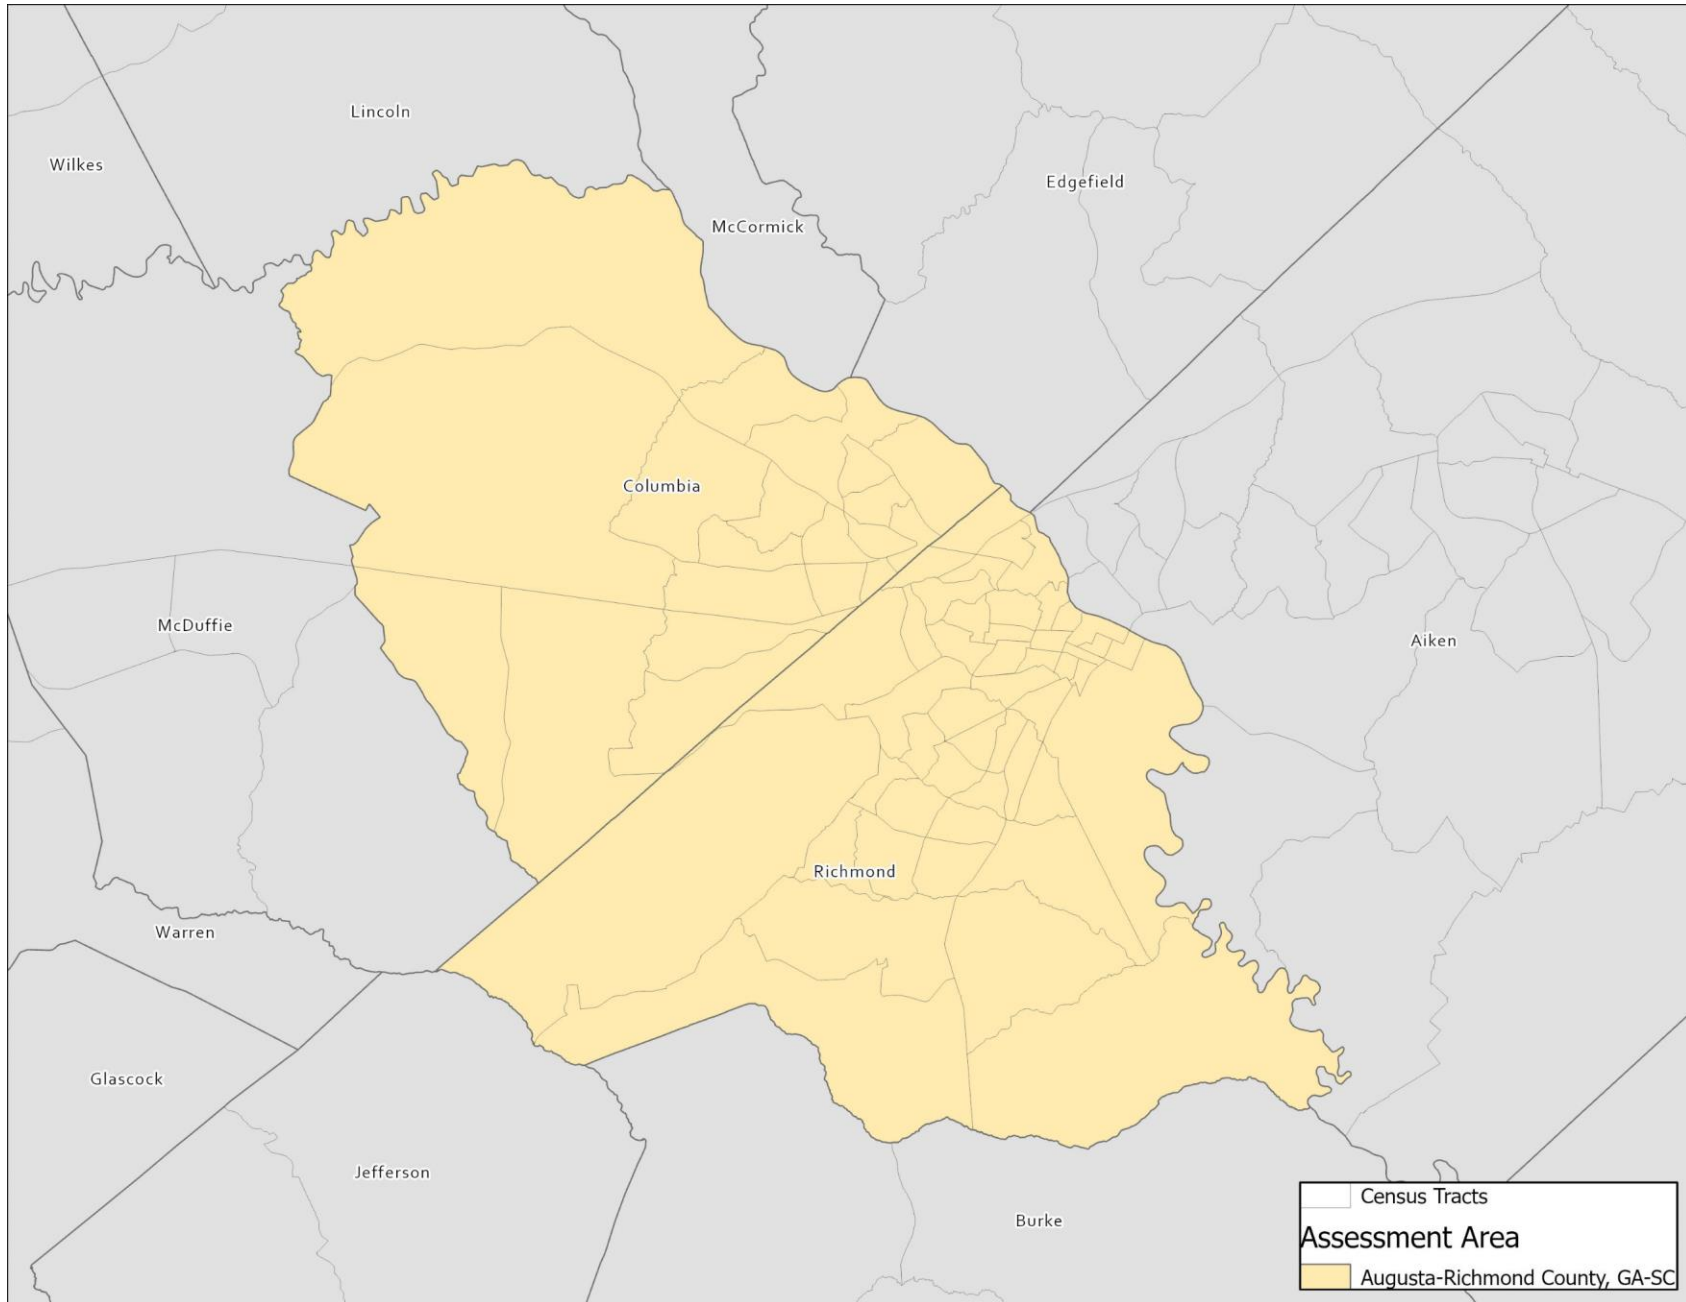 Lincoln
Wilkes
Edgefield
McCormick
Columbia
McDuffie
Aiken
Richmond
Warren
Glascock
Jefferson
Burke
Census Tracts
Assessment Area
Augusta-Richmond County, GA-SC